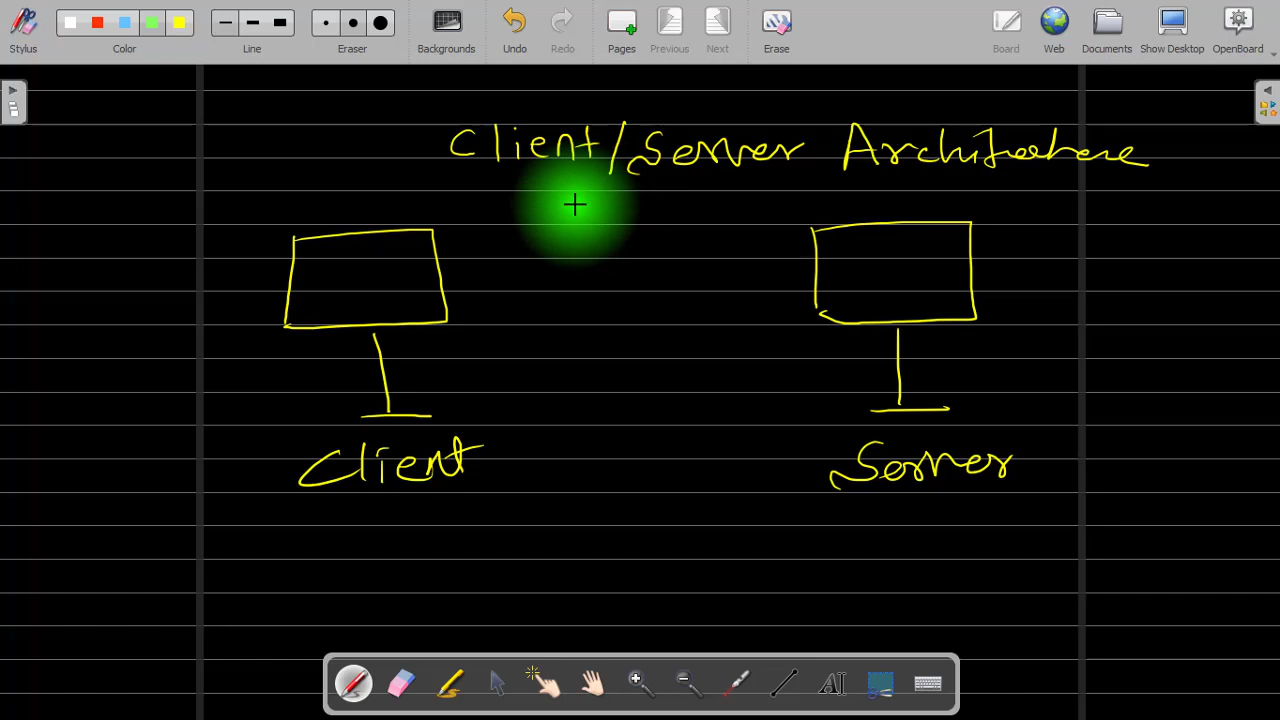 Stylus Color Line Eraser Backgrounds Undo Redo Pages Previous Next Erase Board Web Documents Show Desktop OpenBoard
Client/Server Architecture
Client Server